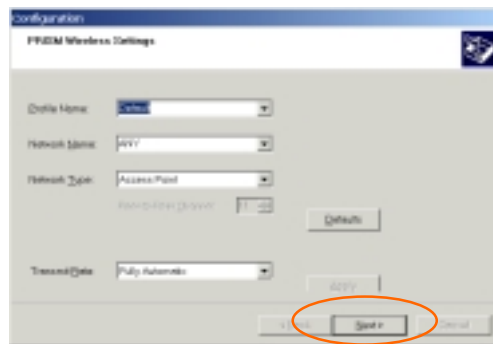 Configuration
PRISM Wireless Settings
Profile Name: Default
Network Name: ANY
Network Type: Access Point
Defaults
Transmit Rate: Fully Automatic
Apply
< Back Next > Cancel